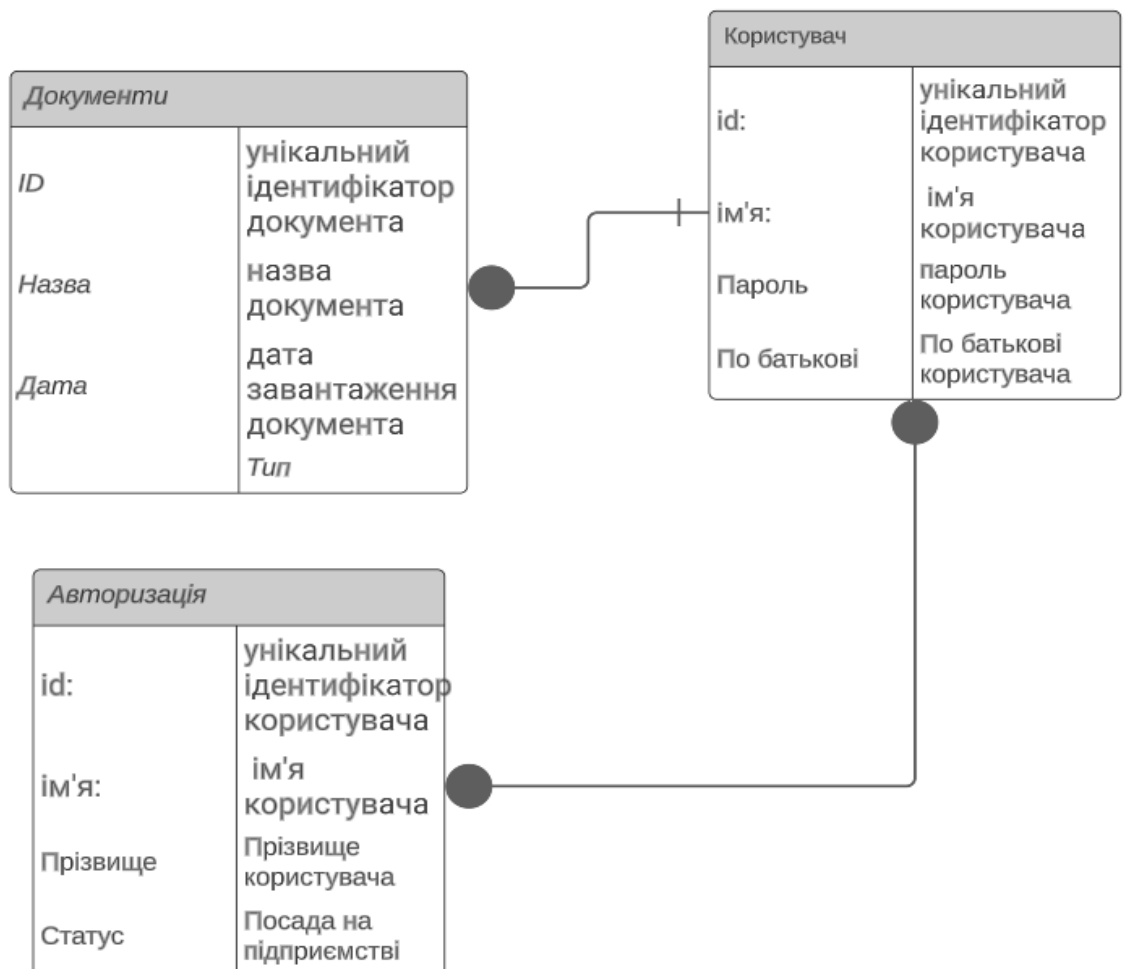 Користувач
id:
унікальний
ідентифікатор
користувача
ім'я:
ім'я
користувача
Пароль
пароль
користувача
По батькові
По батькові
користувача
Документи
ID
унікальний
ідентифікатор
документа
Назва
назва
документа
Дата
дата
завантаження
документа
Тип
Авторизація
id:
унікальний
ідентифікатор
користувача
ім'я:
ім'я
користувача
Прізвище
Прізвище
користувача
Статус
Посада на
підприємстві